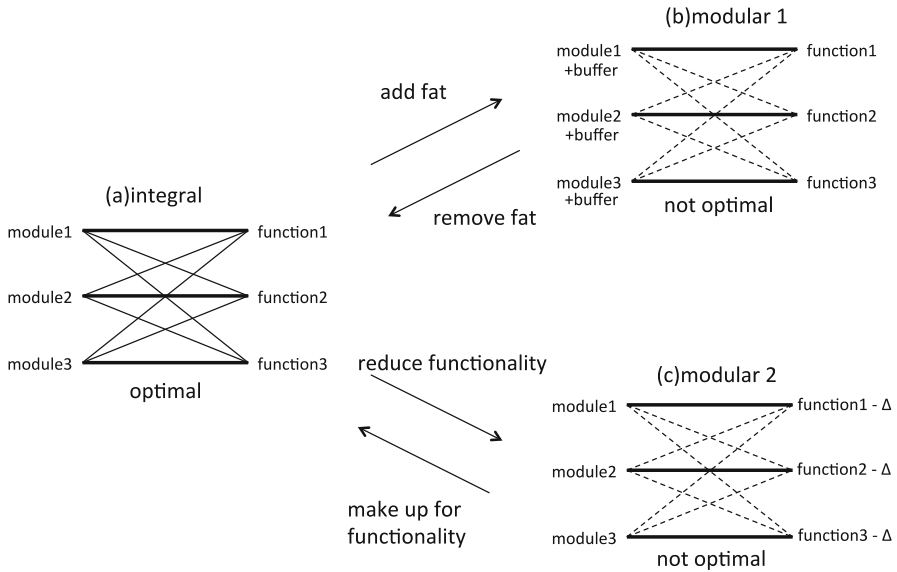 (b)modular 1
module1
+buffer
function1
add fat
module2
+buffer
function2
module3
+buffer
function3
not optimal
remove fat
(a)integral
module1
function1
module2
function2
module3
function3
optimal
reduce functionality
make up for
functionality
(c)modular 2
module1
function1 - Δ
module2
function2 - Δ
module3
function3 - Δ
not optimal